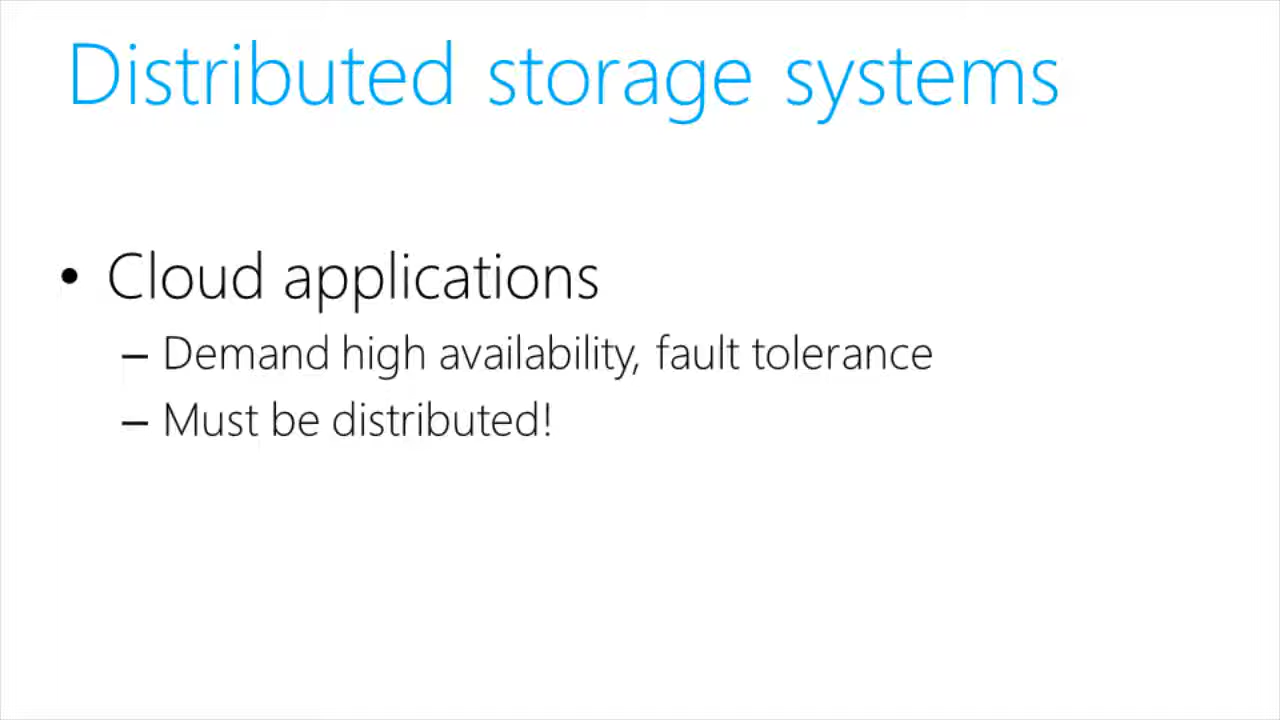 Distributed storage systems
• Cloud applications
– Demand high availability, fault tolerance
– Must be distributed!